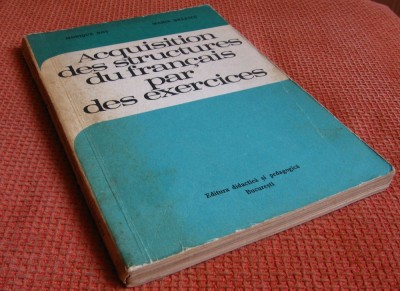 Acquisition
des structures
du français
par
des exercices
Editura didactică și pedagogică
București